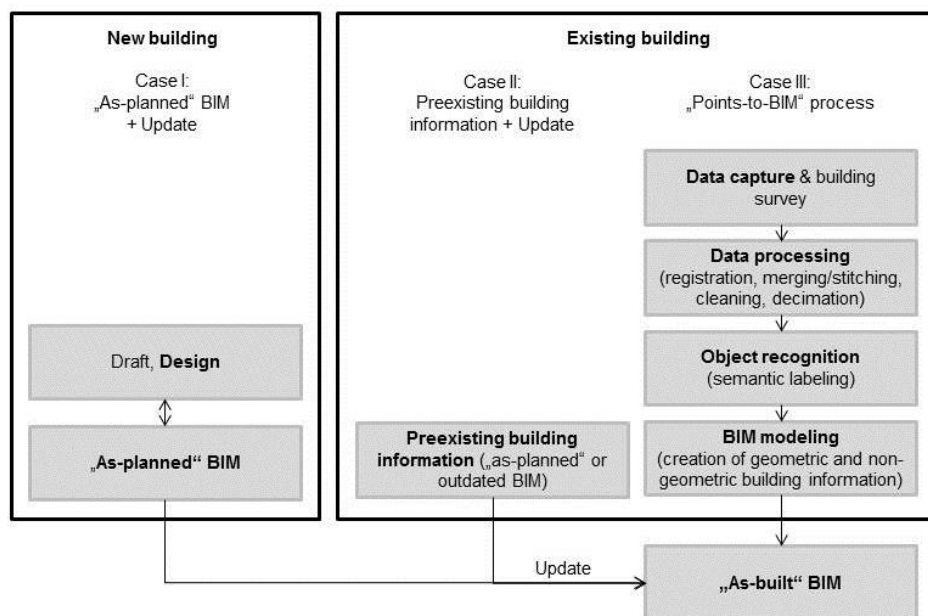 New building
Case I:
„As-planned“ BIM
+ Update
Draft, Design
„As-planned“ BIM
Existing building
Case II:
Preexisting building
information + Update
Preexisting building
information („as-planned“ or
outdated BIM)
Case III:
„Points-to-BIM“ process
Data capture & building
survey
Data processing
(registration, merging/stitching,
cleaning, decimation)
Object recognition
(semantic labeling)
BIM modeling
(creation of geometric and non-
geometric building information)
Update
„As-built“ BIM